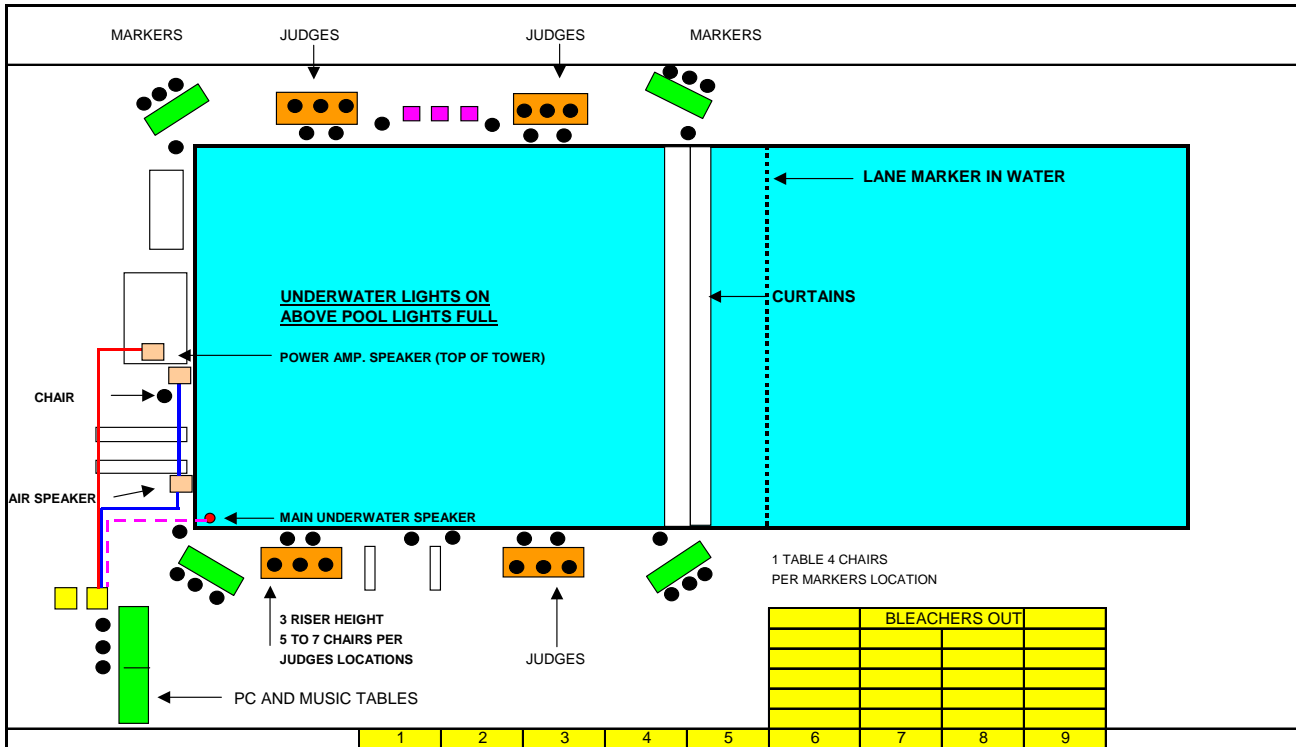 MARKERS
JUDGES
JUDGES
MARKERS
LANE MARKER IN WATER
UNDERWATER LIGHTS ON
ABOVE POOL LIGHTS FULL
CURTAINS
POWER AMP. SPEAKER (TOP OF TOWER)
CHAIR
AIR SPEAKER
MAIN UNDERWATER SPEAKER
1 TABLE 4 CHAIRS
PER MARKERS LOCATION
3 RISER HEIGHT
5 TO 7 CHAIRS PER
JUDGES LOCATIONS
JUDGES
BLEACHERS OUT
PC AND MUSIC TABLES
1 2 3 4 5 6 7 8 9